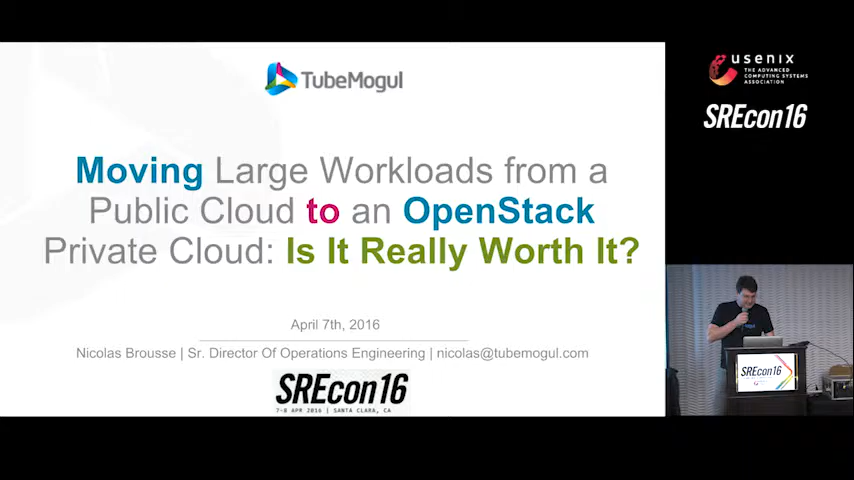 TubeMogul
Moving Large Workloads from a
Public Cloud to an OpenStack
Private Cloud: Is It Really Worth It?
April 7th, 2016
Nicolas Brousse | Sr. Director Of Operations Engineering | nicolas@tubemogul.com
SREcon16
7-8 APR 2016 | SANTA CLARA, CA
usenix
THE ADVANCED
COMPUTING SYSTEMS
ASSOCIATION
SREcon16
SREcon16